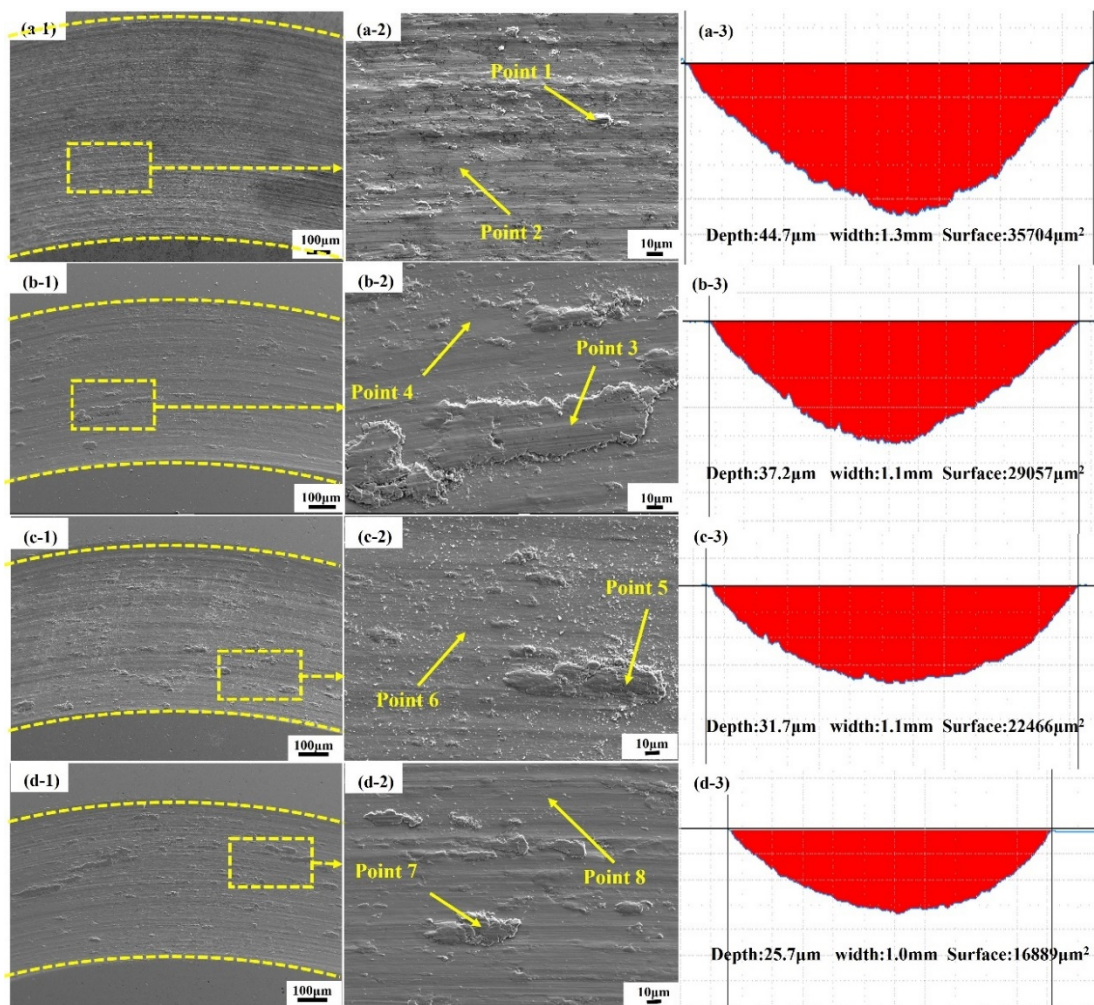 (a-1)
100μm
(a-2)
Point 1
Point 2
10μm
(a-3)
Depth:44.7μm width:1.3mm Surface:35704μm²
(b-1)
100μm
(b-2)
Point 3
Point 4
10μm
(b-3)
Depth:37.2μm width:1.1mm Surface:29057μm²
(c-1)
100μm
(c-2)
Point 5
Point 6
10μm
(c-3)
Depth:31.7μm width:1.1mm Surface:22466μm²
(d-1)
100μm
(d-2)
Point 7
Point 8
10μm
(d-3)
Depth:25.7μm width:1.0mm Surface:16889μm²